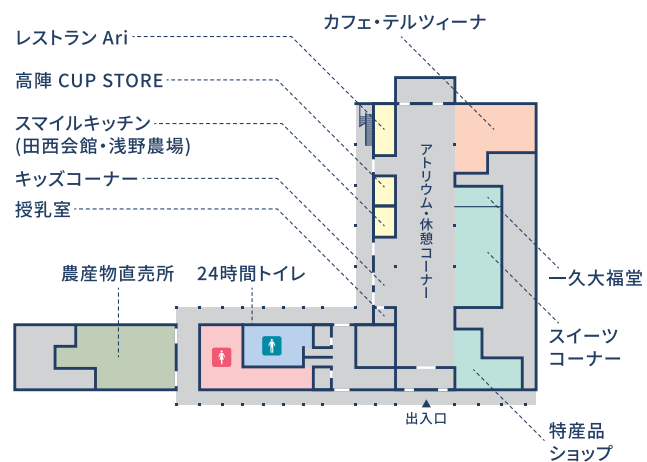 カフェ・テルツィーナ
レストラン Ari
高陣 CUP STORE
スマイルキッチン
(田西会館・浅野農場)
キッズコーナー
授乳室
アトリウム・休憩コーナー
農産物直売所
24時間トイレ
一久大福堂
スイーツ
コーナー
出入口
特産品
ショップ